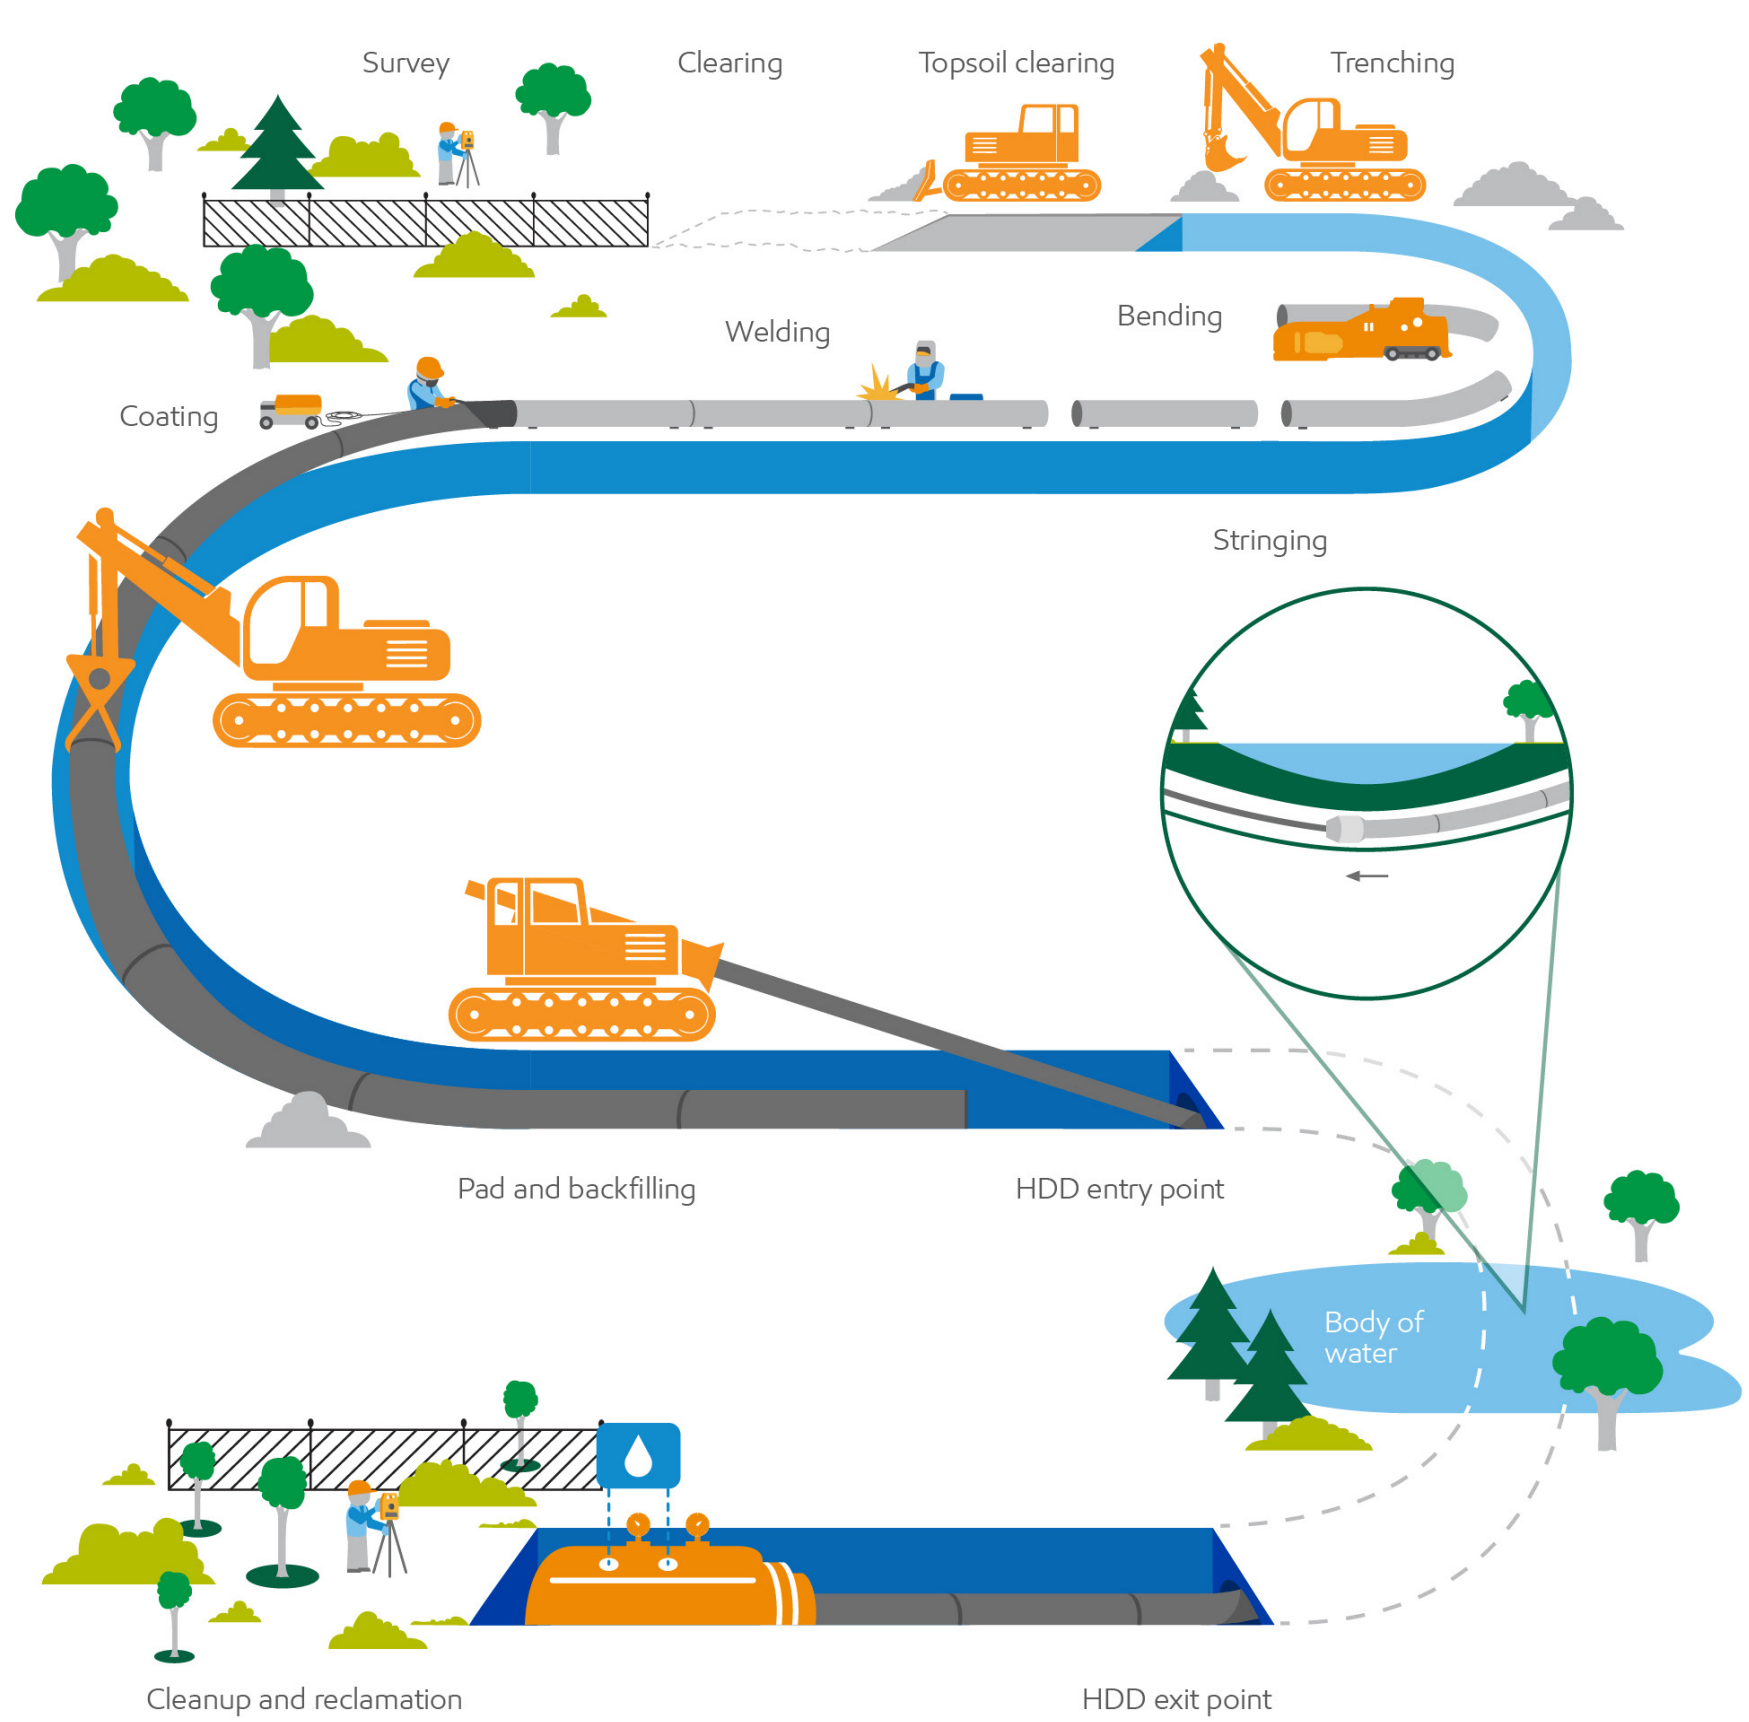 Survey
Clearing
Topsoil clearing
Trenching
Bending
Welding
Coating
Stringing
Pad and backfilling
HDD entry point
Body of
water
Cleanup and reclamation
HDD exit point